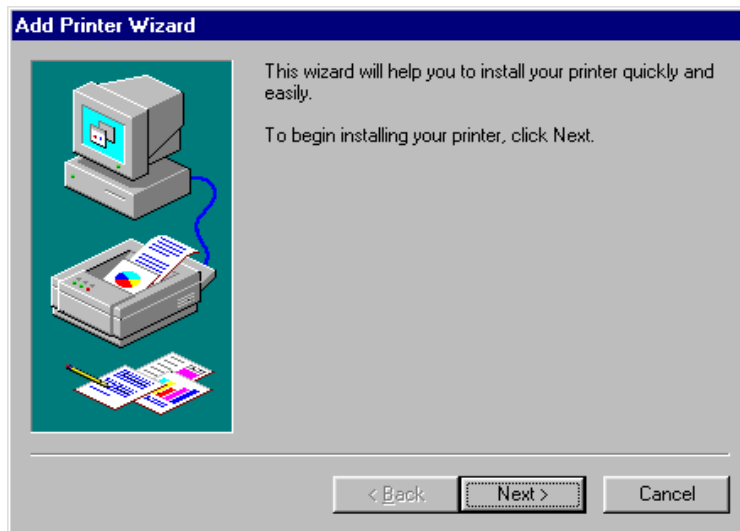 Add Printer Wizard
This wizard will help you to install your printer quickly and
easily.
To begin installing your printer, click Next.
< Back
Next >
Cancel